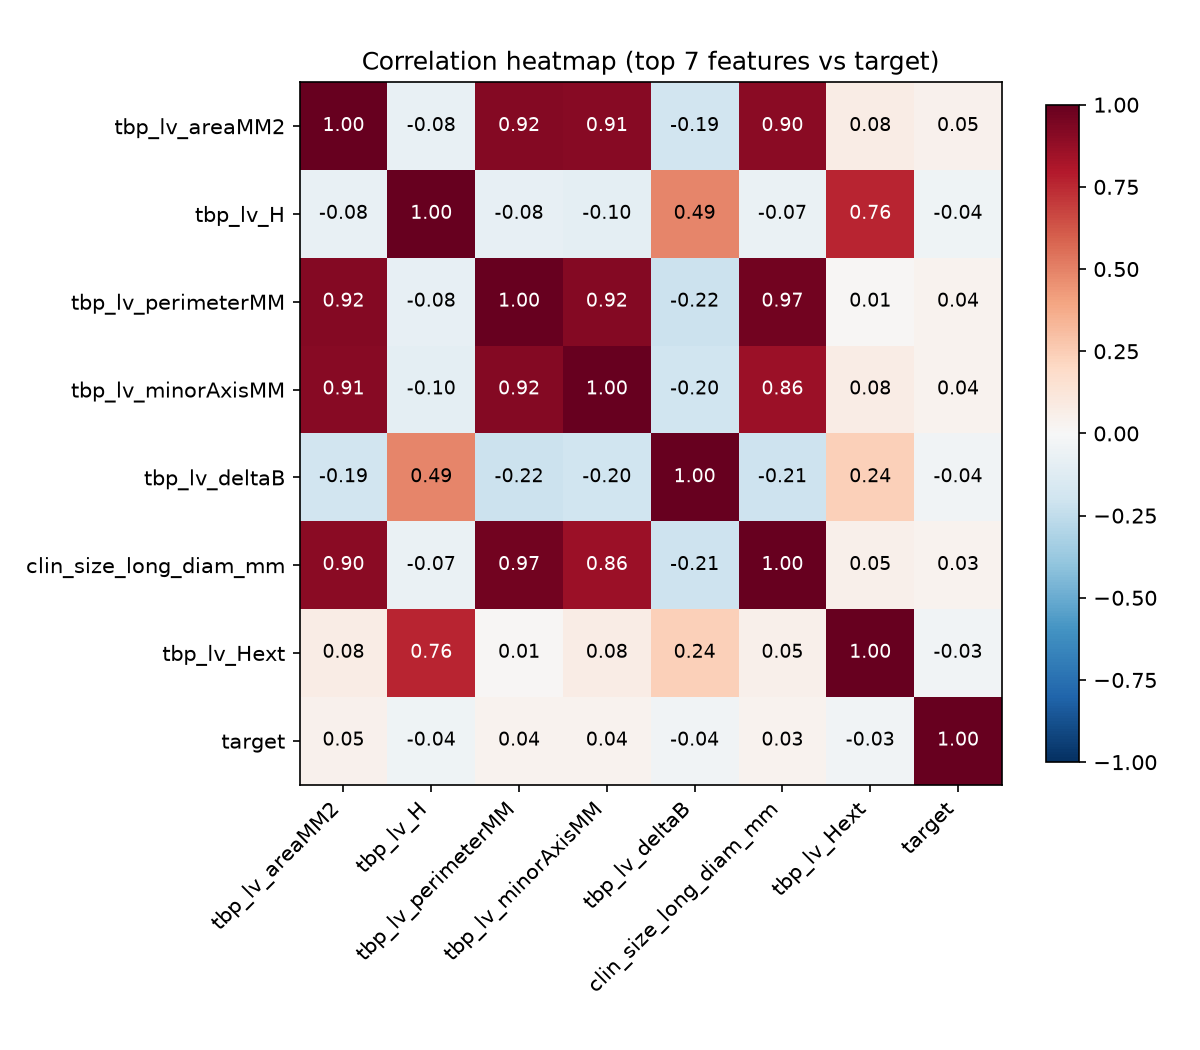 Correlation heatmap (top 7 features vs target)
tbp_lv_areaMM2 1.00 -0.08 0.92 0.91 -0.19 0.90 0.08 0.05
tbp_lv_H -0.08 1.00 -0.08 -0.10 0.49 -0.07 0.76 -0.04
tbp_lv_perimeterMM 0.92 -0.08 1.00 0.92 -0.22 0.97 0.01 0.04
tbp_lv_minorAxisMM 0.91 -0.10 0.92 1.00 -0.20 0.86 0.08 0.04
tbp_lv_deltaB -0.19 0.49 -0.22 -0.20 1.00 -0.21 0.24 -0.04
clin_size_long_diam_mm 0.90 -0.07 0.97 0.86 -0.21 1.00 0.05 0.03
tbp_lv_Hext 0.08 0.76 0.01 0.08 0.24 0.05 1.00 -0.03
target 0.05 -0.04 0.04 0.04 -0.04 0.03 -0.03 1.00
tbp_lv_areaMM2
tbp_lv_H
tbp_lv_perimeterMM
tbp_lv_minorAxisMM
tbp_lv_deltaB
clin_size_long_diam_mm
tbp_lv_Hext
target
1.00
0.75
0.50
0.25
0.00
−0.25
−0.50
−0.75
−1.00